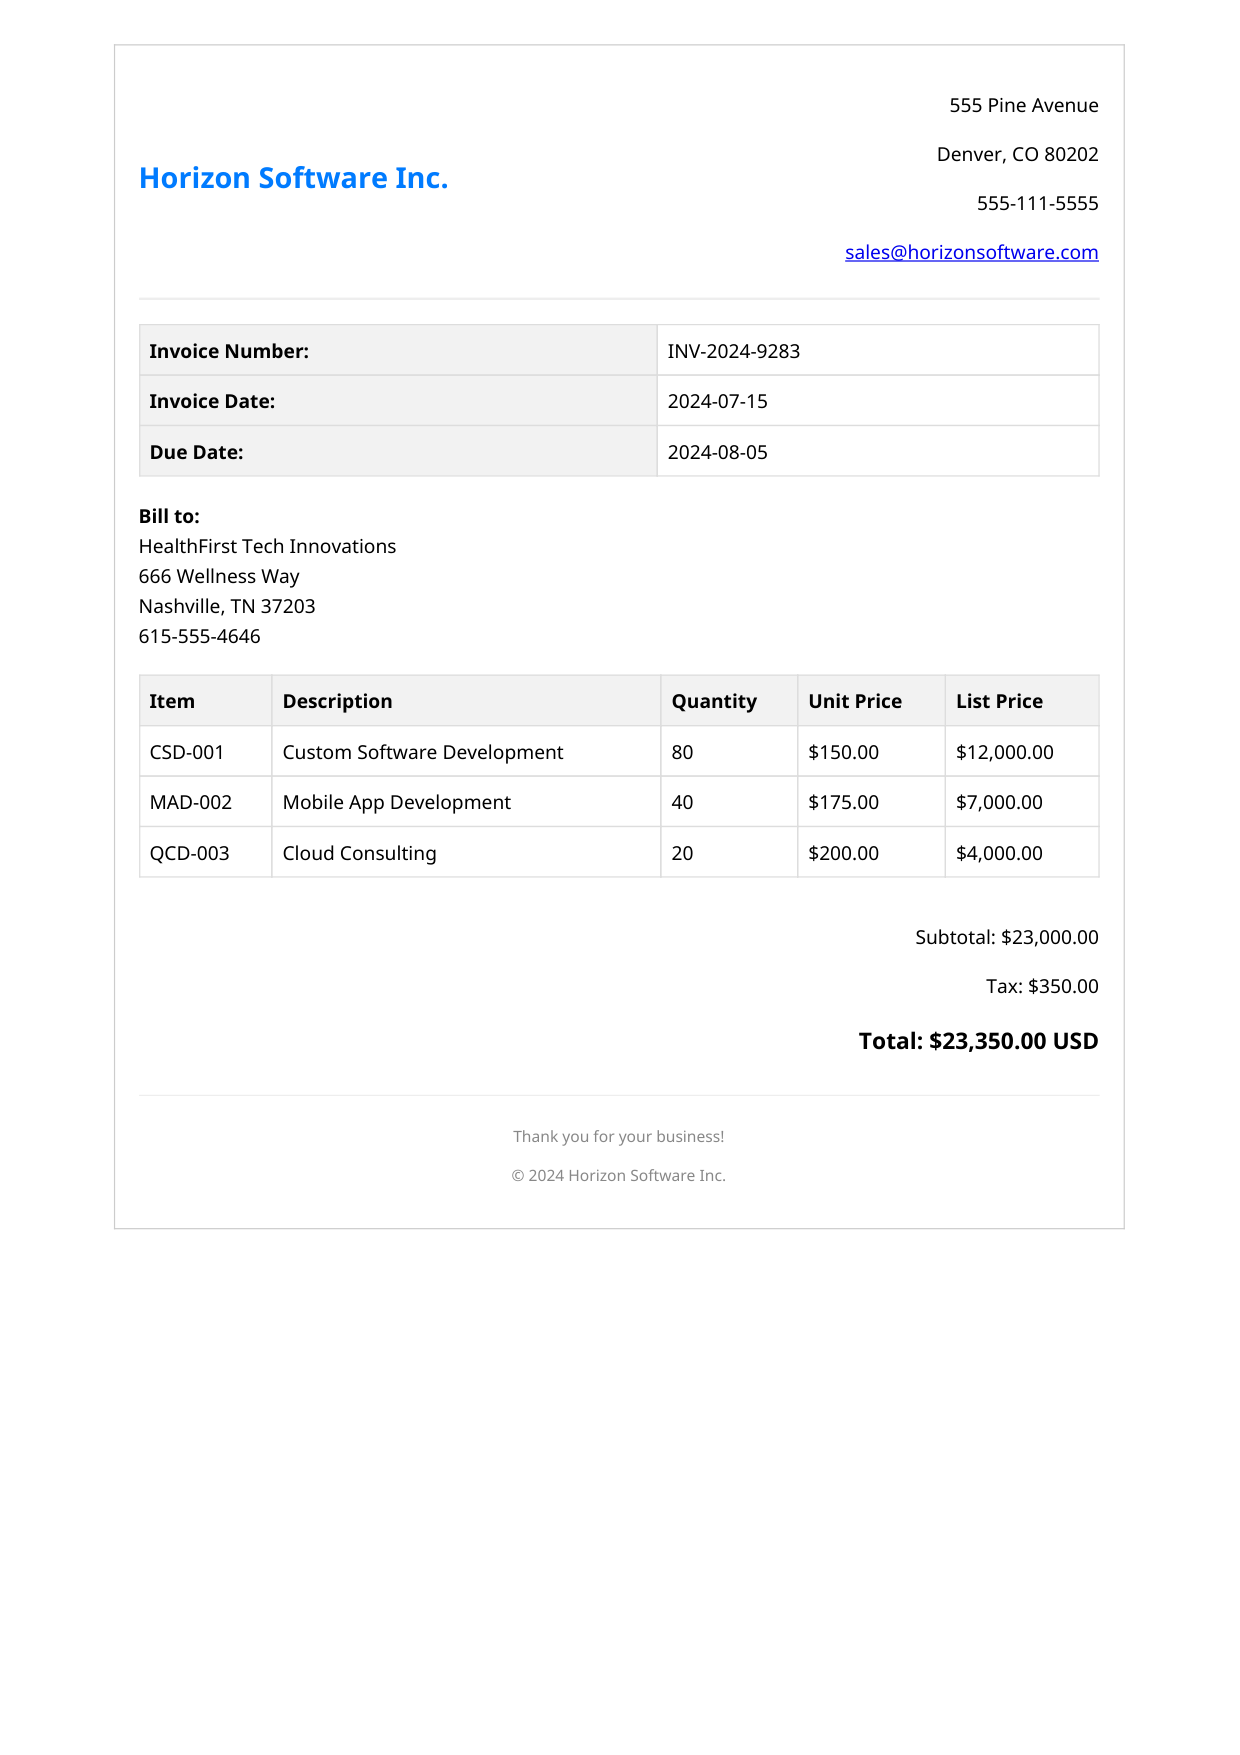 555 Pine Avenue
Denver, CO 80202
Horizon Software Inc.
555-111-5555
sales@horizonsoftware.com
Invoice Number: INV-2024-9283
Invoice Date: 2024-07-15
Due Date: 2024-08-05
Bill to:
HealthFirst Tech Innovations
666 Wellness Way
Nashville, TN 37203
615-555-4646
Item Description Quantity Unit Price List Price
CSD-001 Custom Software Development 80 $150.00 $12,000.00
MAD-002 Mobile App Development 40 $175.00 $7,000.00
QCD-003 Cloud Consulting 20 $200.00 $4,000.00
Subtotal: $23,000.00
Tax: $350.00
Total: $23,350.00 USD
Thank you for your business!
© 2024 Horizon Software Inc.